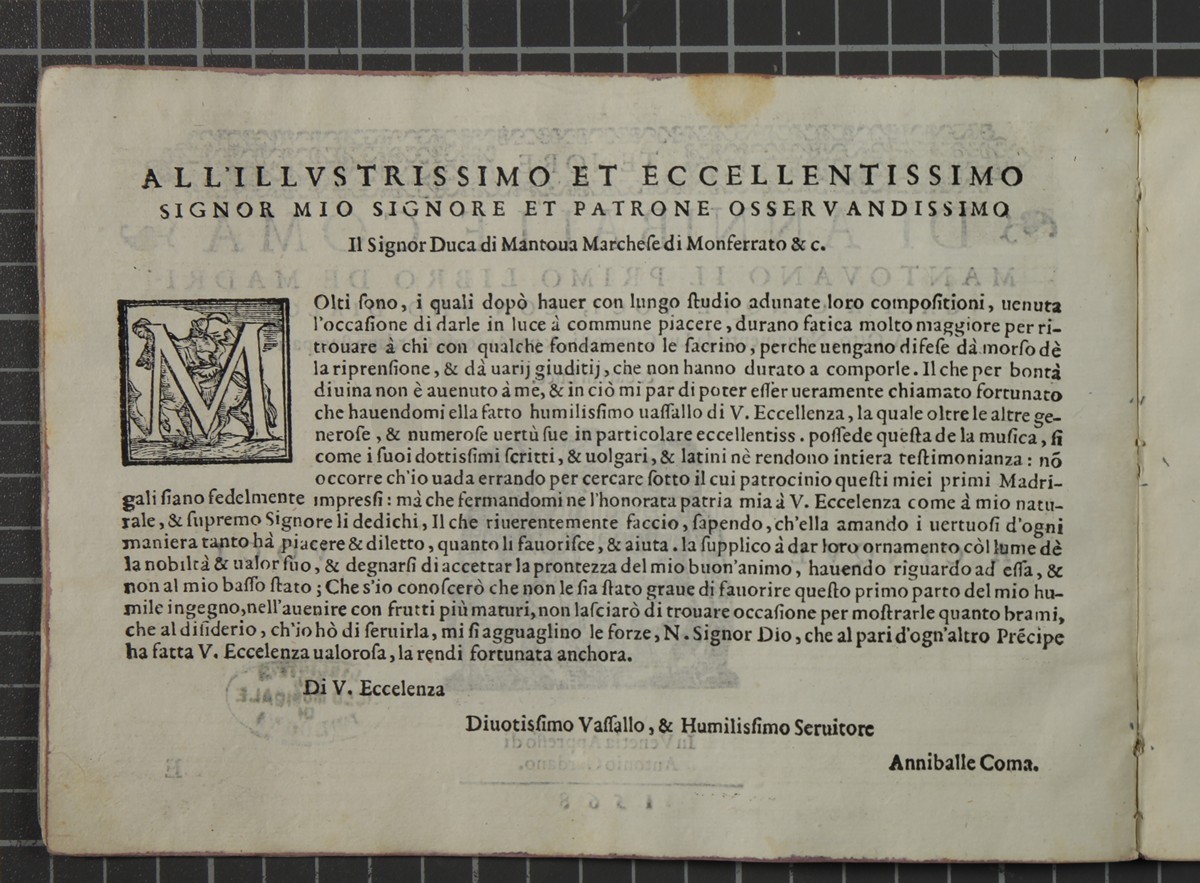 ALL'ILLVSTRISSIMO ET ECCELLENTISSIMO
SIGNOR MIO SIGNORE ET PATRONE OSSERVANDISSIMO
Il Signor Duca di Mantoua Marcheſe di Monferrato & c.
MOlti ſono, i quali dopò hauer con lungo ſtudio adunate loro compoſitioni, uenuta
l'occaſione di darle in luce à commune piacere, durano fatica molto maggiore per ri-
trouare à chi con qualche fondamento le ſacrino, perche uengano difeſe dà morſo dè
la riprenſione, & dà uarij giuditij, che non hanno durato a comporle. Il che per bontà
diuina non è auenuto à me, & in ciò mi par di poter eſſer ueramente chiamato fortunato
che hauendomi ella fatto humiliſſimo uaſſallo di V. Eccellenza, la quale oltre le altre ge-
neroſe, & numeroſe uertù ſue in particolare eccellentiss. poſſede queſta de la muſica, ſi
come i ſuoi dottiſſimi ſcritti, & uolgari, & latini nè rendono intiera teſtimonianza: nō
occorre ch'io uada errando per cercare ſotto il cui patrocinio queſti miei primi Madri-
gali ſiano fedelmente impreſſi: mà che fermandomi ne l'honorata patria mia à V. Eccelenza come à mio natu-
rale, & ſupremo Signore li dedichi, Il che riuerentemente faccio, ſapendo, ch'ella amando i uertuoſi d'ogni
maniera tanto hà piacere & diletto, quanto li fauoriſce, & aiuta. la ſupplico à dar loro ornamento còl lume dè
la nobiltà & ualor ſuo, & degnarſi di accettar la prontezza del mio buon'animo, hauendo riguardo ad eſſa, &
non al mio baſſo ſtato; Che s'io conoſcerò che non le ſia ſtato graue di fauorire queſto primo parto del mio hu-
mile ingegno,nell'auenire con frutti più maturi, non laſciarò di trouare occaſione per moſtrarle quanto brami,
che al diſiderio, ch'io hò di ſeruirla, mi ſi agguaglino le forze, N. Signor Dio, che al pari d'ogn'altro Prēcipe
ha fatta V. Eccelenza ualoroſa, la rendi fortunata anchora.
Di V. Eccelenza
Diuotiſſimo Vaſſallo, & Humiliſſimo Seruitore
Anniballe Coma.